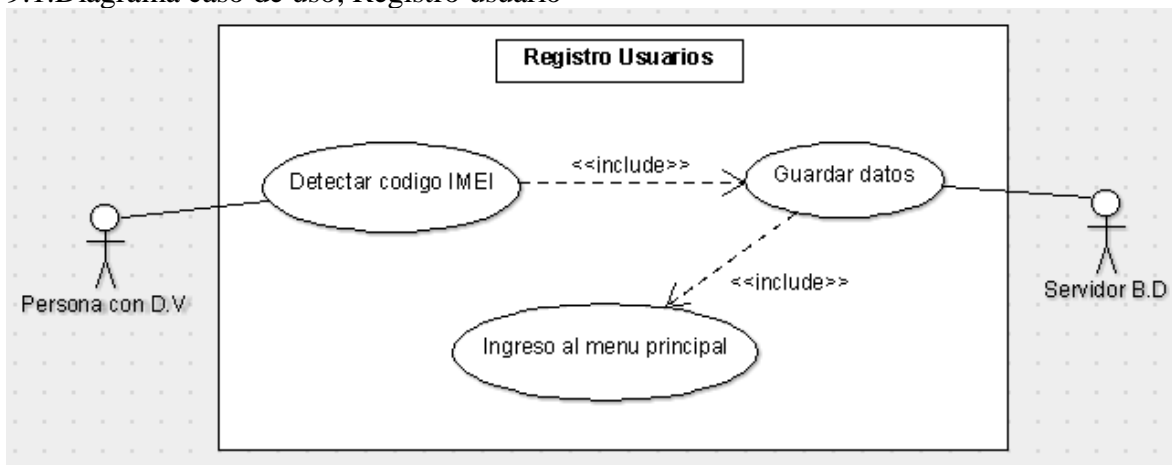 9.1.Diagrama caso de uso, Registro usuario
Registro Usuarios
Detectar codigo IMEI
<<include>>
Guardar datos
<<include>>
Persona con D.V
Servidor B.D
Ingreso al menu principal